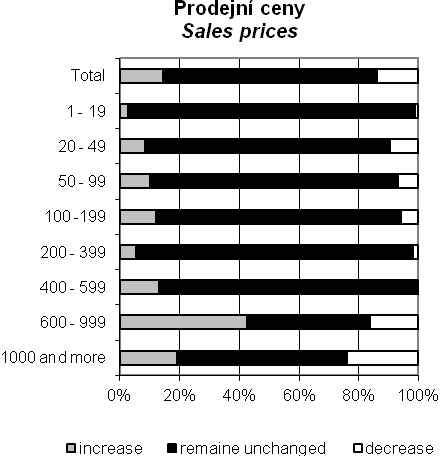 Prodejní ceny
Sales prices
Total
1 - 19
20 - 49
50 - 99
100 -199
200 - 399
400 - 599
600 - 999
1000 and more
0% 20% 40% 60% 80% 100%
increase remaine unchanged decrease